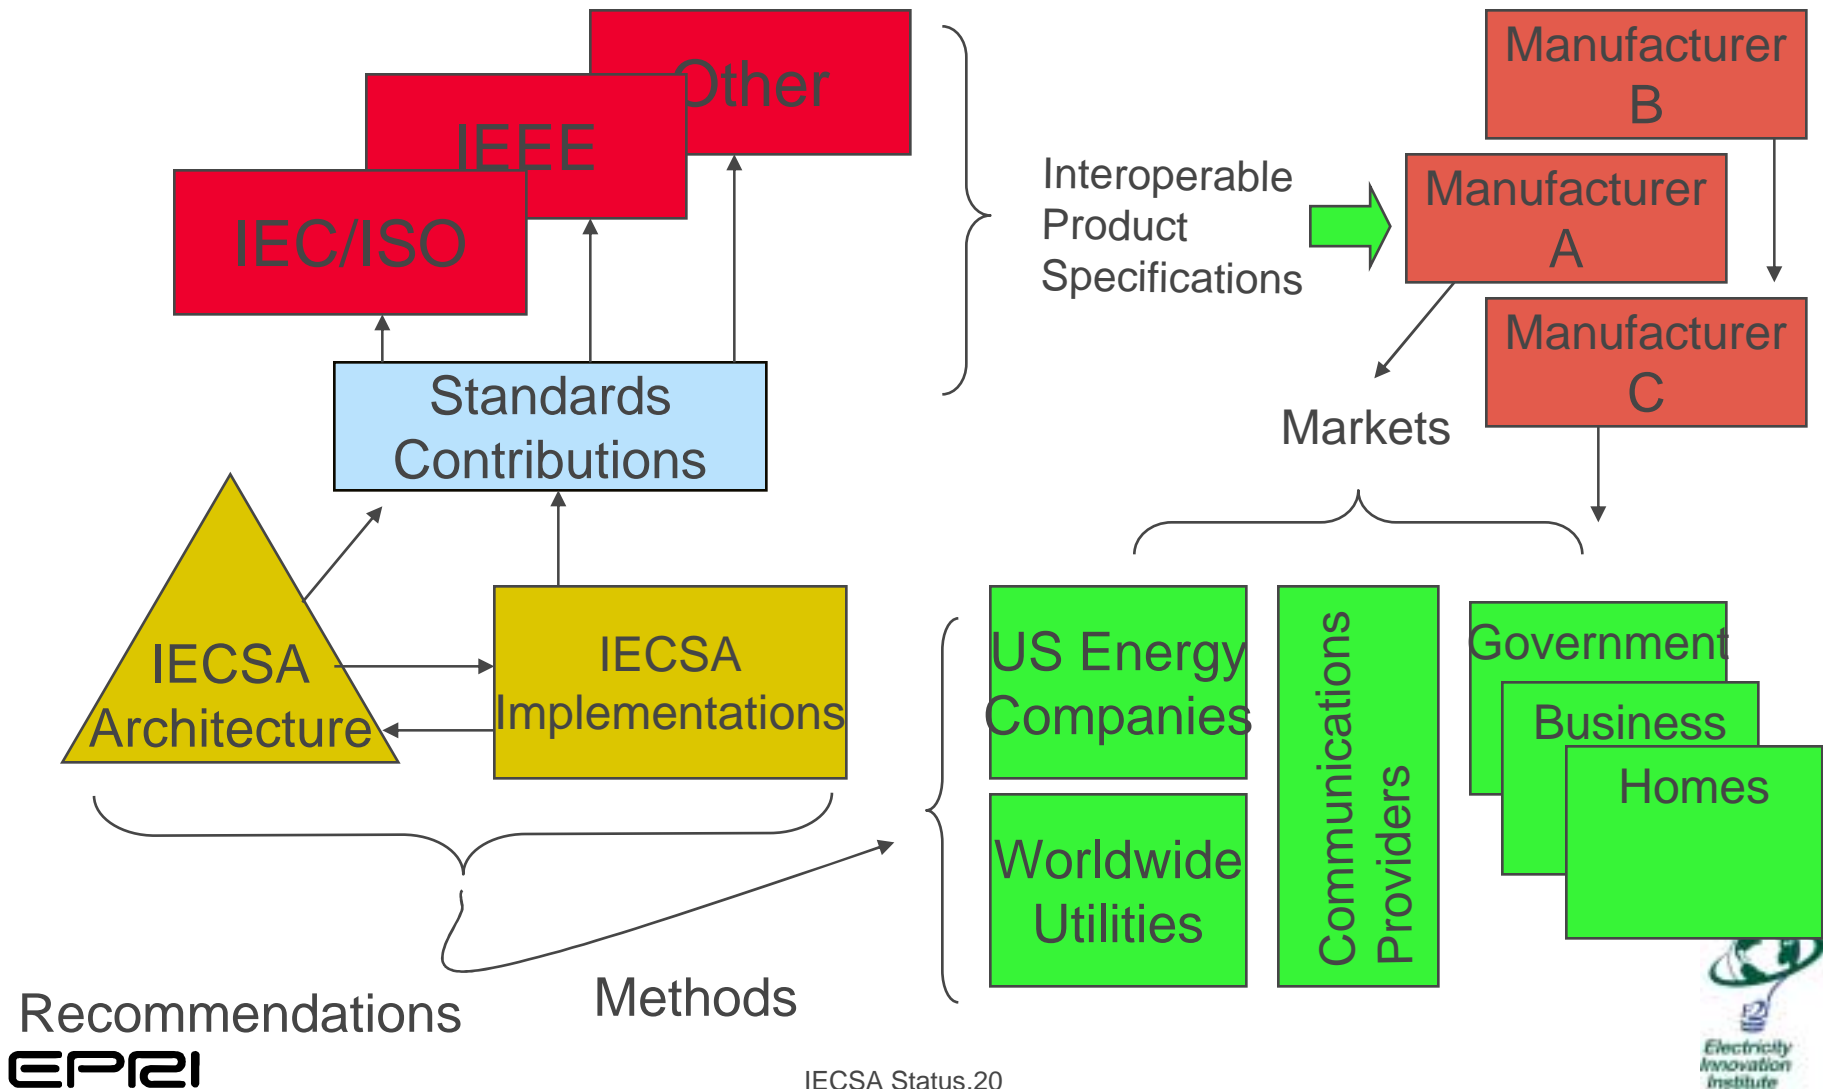 Other
IEEE
IEC/ISO
Standards
Contributions
IECSA
Architecture
IECSA
Implementations
Recommendations
Methods
Interoperable
Product
Specifications
Manufacturer
B
Manufacturer
A
Manufacturer
C
Markets
US Energy
Companies
Worldwide
Utilities
Communications
Providers
Government
Business
Homes
EPRI
IECSA Status.20
E2I
Electricity
Innovation
Institute